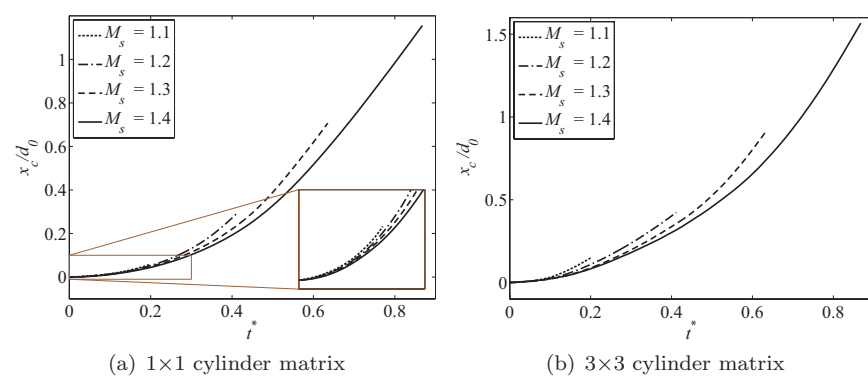 M_s = 1.1
M_s = 1.2
M_s = 1.3
M_s = 1.4
x_c/d_0
1
0.8
0.6
0.4
0.2
0
0
0.2
0.4
0.6
0.8
t*
(a) 1×1 cylinder matrix
M_s = 1.1
M_s = 1.2
M_s = 1.3
M_s = 1.4
x_c/d_0
1.5
1
0.5
0
0
0.2
0.4
0.6
0.8
t*
(b) 3×3 cylinder matrix